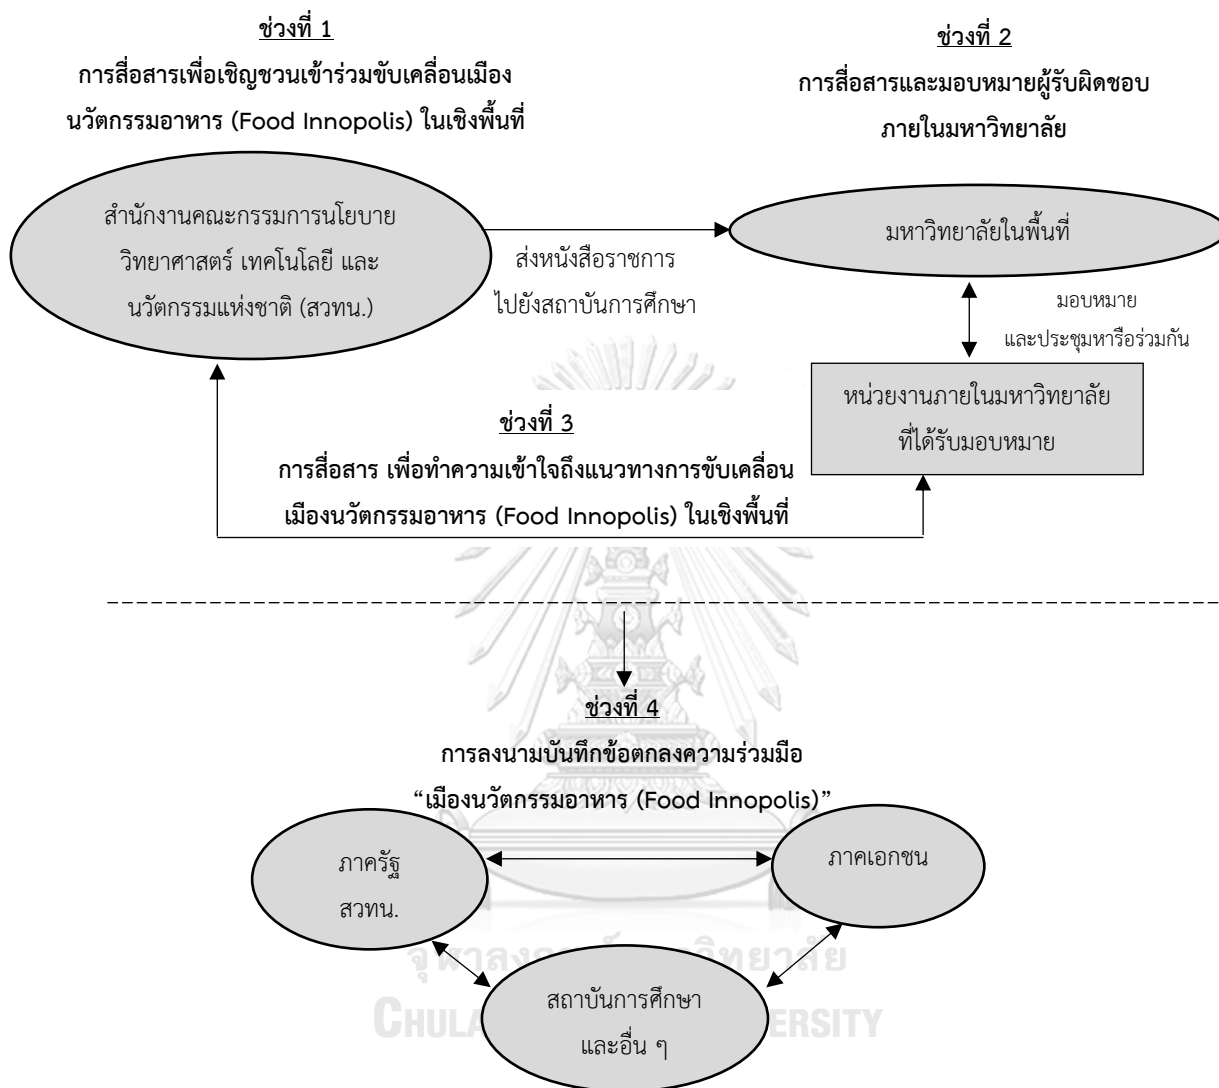 ช่วงที่ 1
การสื่อสารเพื่อเชิญชวนเข้าร่วมขับเคลื่อนเมือง
นวัตกรรมอาหาร (Food Innopolis) ในเชิงพื้นที่
ช่วงที่ 2
การสื่อสารและมอบหมายผู้รับผิดชอบ
ภายในมหาวิทยาลัย
สำนักงานคณะกรรมการนโยบาย
วิทยาศาสตร์ เทคโนโลยี และ
นวัตกรรมแห่งชาติ (สวทน.)
ส่งหนังสือราชการ
ไปยังสถาบันการศึกษา
มหาวิทยาลัยในพื้นที่
มอบหมาย
และประชุมหารือร่วมกัน
หน่วยงานภายในมหาวิทยาลัย
ที่ได้รับมอบหมาย
ช่วงที่ 3
การสื่อสาร เพื่อทำความเข้าใจถึงแนวทางการขับเคลื่อน
เมืองนวัตกรรมอาหาร (Food Innopolis) ในเชิงพื้นที่
ช่วงที่ 4
การลงนามบันทึกข้อตกลงความร่วมมือ
“เมืองนวัตกรรมอาหาร (Food Innopolis)”
ภาครัฐ
สวทน.
ภาคเอกชน
สถาบันการศึกษา
และอื่น ๆ